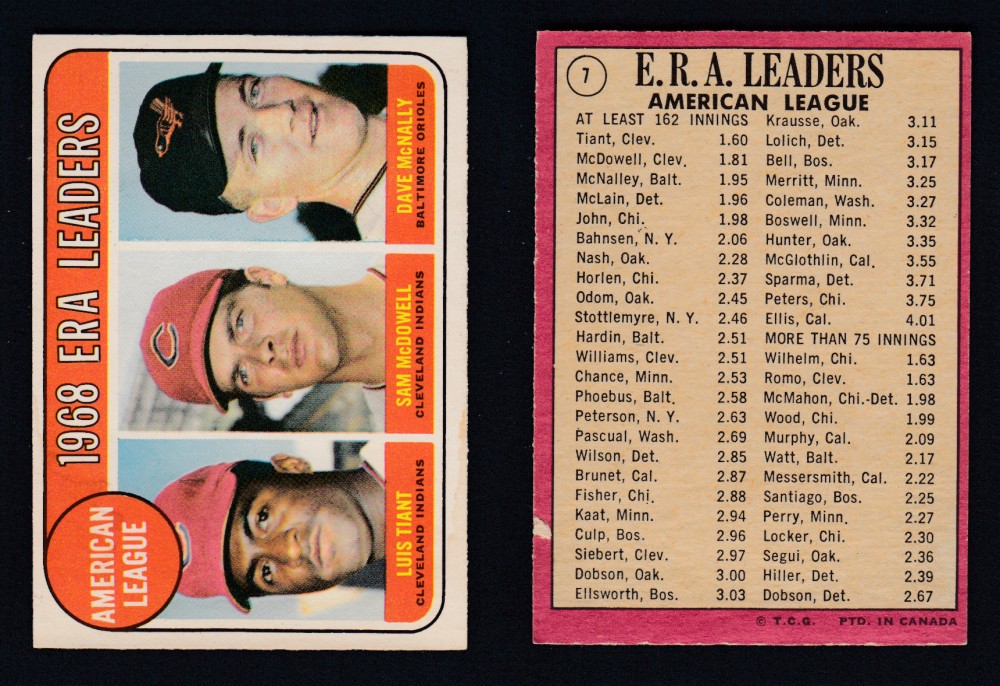 1968 ERA LEADERS
AMERICAN
LEAGUE
LUIS TIANT
CLEVELAND INDIANS
SAM McDOWELL
CLEVELAND INDIANS
DAVE McNALLY
BALTIMORE ORIOLES
7
E. R. A. LEADERS
AMERICAN LEAGUE
AT LEAST 162 INNINGS
Tiant, Clev. 1.60
McDowell, Clev. 1.81
McNalley, Balt. 1.95
McLain, Det. 1.96
John, Chi. 1.98
Bahnsen, N. Y. 2.06
Nash, Oak. 2.28
Horlen, Chi. 2.37
Odom, Oak. 2.45
Stottlemyre, N. Y. 2.46
Hardin, Balt. 2.51
Williams, Clev. 2.51
Chance, Minn. 2.53
Phoebus, Balt. 2.58
Peterson, N. Y. 2.63
Pascual, Wash. 2.69
Wilson, Det. 2.85
Brunet, Cal. 2.87
Fisher, Chi. 2.88
Kaat, Minn. 2.94
Culp, Bos. 2.96
Siebert, Clev. 2.97
Dobson, Oak. 3.00
Ellsworth, Bos. 3.03
Krausse, Oak. 3.11
Lolich, Det. 3.15
Bell, Bos. 3.17
Merritt, Minn. 3.25
Coleman, Wash. 3.27
Boswell, Minn. 3.32
Hunter, Oak. 3.35
McGlothlin, Cal. 3.55
Sparma, Det. 3.71
Peters, Chi. 3.75
Ellis, Cal. 4.01
MORE THAN 75 INNINGS
Wilhelm, Chi. 1.63
Romo, Clev. 1.63
McMahon, Chi.-Det. 1.98
Wood, Chi. 1.99
Murphy, Cal. 2.09
Watt, Balt. 2.17
Messersmith, Cal. 2.22
Santiago, Bos. 2.25
Perry, Minn. 2.27
Locker, Chi. 2.30
Segui, Oak. 2.36
Hiller, Det. 2.39
Dobson, Det. 2.67
© T.C.G. PTD. IN CANADA